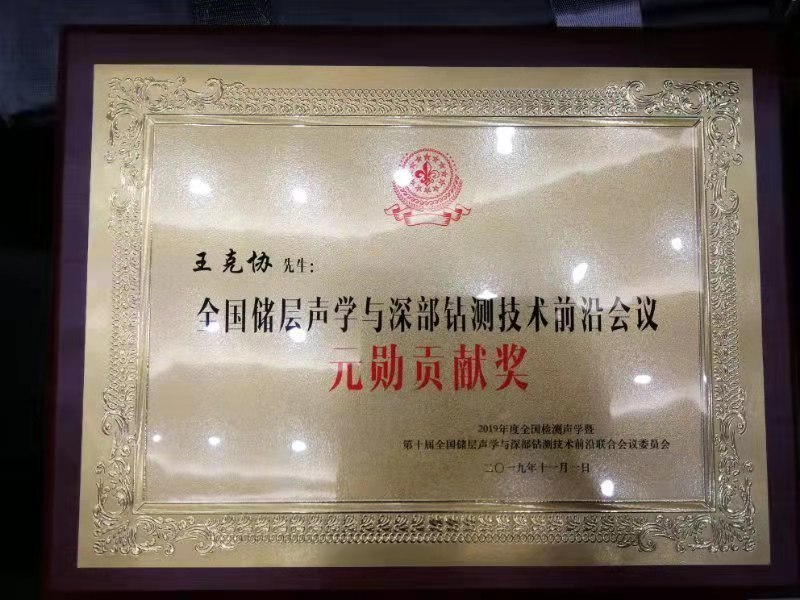 王克协 先生:
全国储层声学与深部钻测技术前沿会议
元勋贡献奖
2019年度全国检测声学暨
第十届全国储层声学与深部钻测技术前沿联合会议委员会
二〇一九年十一月一日